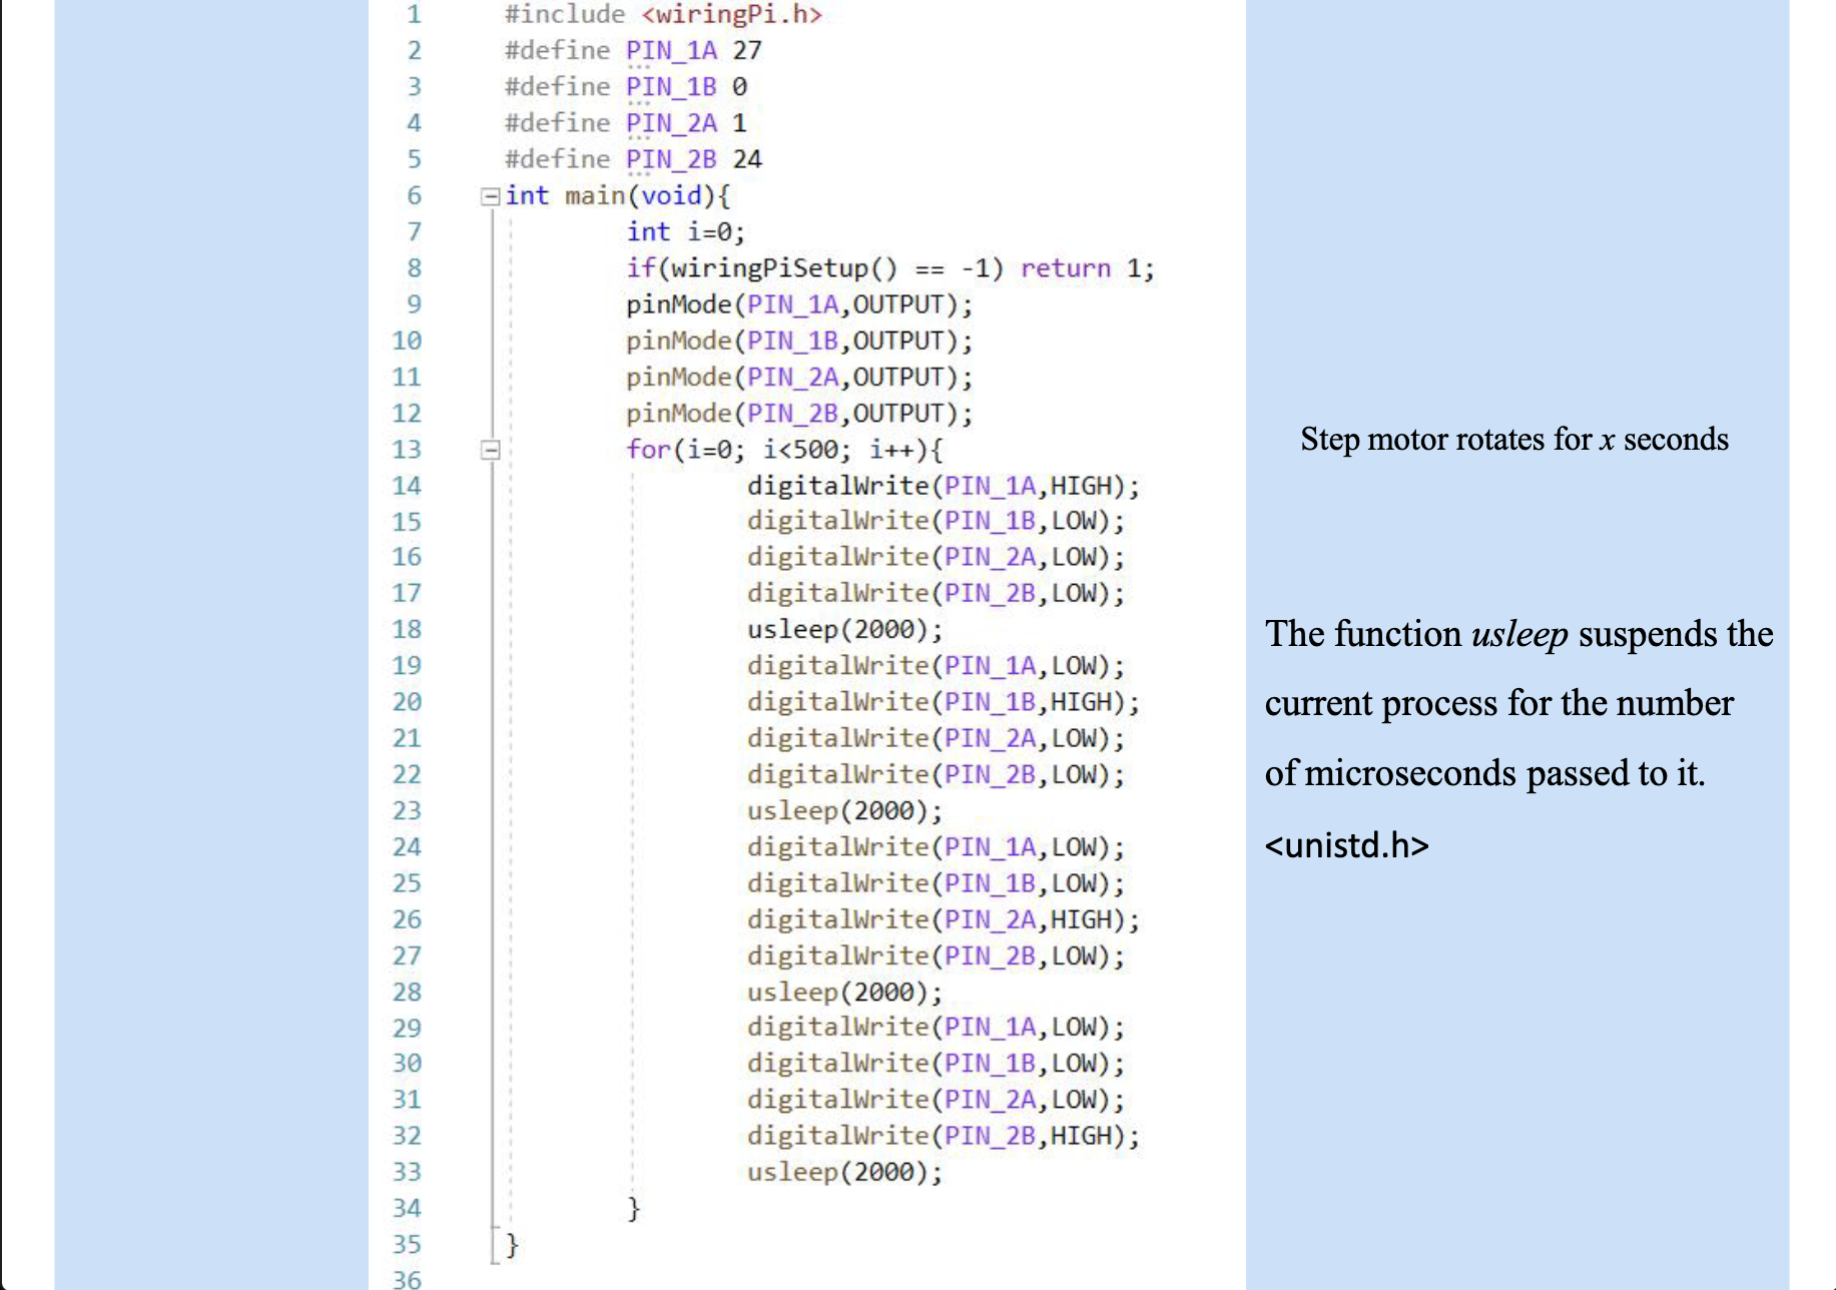 1 #include <wiringPi.h>
2 #define PIN_1A 27
3 #define PIN_1B 0
4 #define PIN_2A 1
5 #define PIN_2B 24
6 int main(void){
7 int i=0;
8 if(wiringPiSetup() == -1) return 1;
9 pinMode(PIN_1A,OUTPUT);
10 pinMode(PIN_1B,OUTPUT);
11 pinMode(PIN_2A,OUTPUT);
12 pinMode(PIN_2B,OUTPUT);
13 for(i=0; i<500; i++){
14 digitalWrite(PIN_1A,HIGH);
15 digitalWrite(PIN_1B,LOW);
16 digitalWrite(PIN_2A,LOW);
17 digitalWrite(PIN_2B,LOW);
18 usleep(2000);
19 digitalWrite(PIN_1A,LOW);
20 digitalWrite(PIN_1B,HIGH);
21 digitalWrite(PIN_2A,LOW);
22 digitalWrite(PIN_2B,LOW);
23 usleep(2000);
24 digitalWrite(PIN_1A,LOW);
25 digitalWrite(PIN_1B,LOW);
26 digitalWrite(PIN_2A,HIGH);
27 digitalWrite(PIN_2B,LOW);
28 usleep(2000);
29 digitalWrite(PIN_1A,LOW);
30 digitalWrite(PIN_1B,LOW);
31 digitalWrite(PIN_2A,LOW);
32 digitalWrite(PIN_2B,HIGH);
33 usleep(2000);
34 }
35 }
36
Step motor rotates for x seconds
The function usleep suspends the
current process for the number
of microseconds passed to it.
<unistd.h>